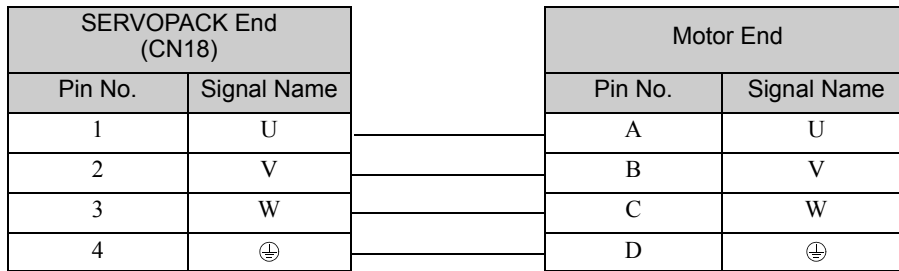 SERVOPACK End
(CN18)
Motor End
Pin No. Signal Name Pin No. Signal Name
1 U A U
2 V B V
3 W C W
4 ⏚ D ⏚